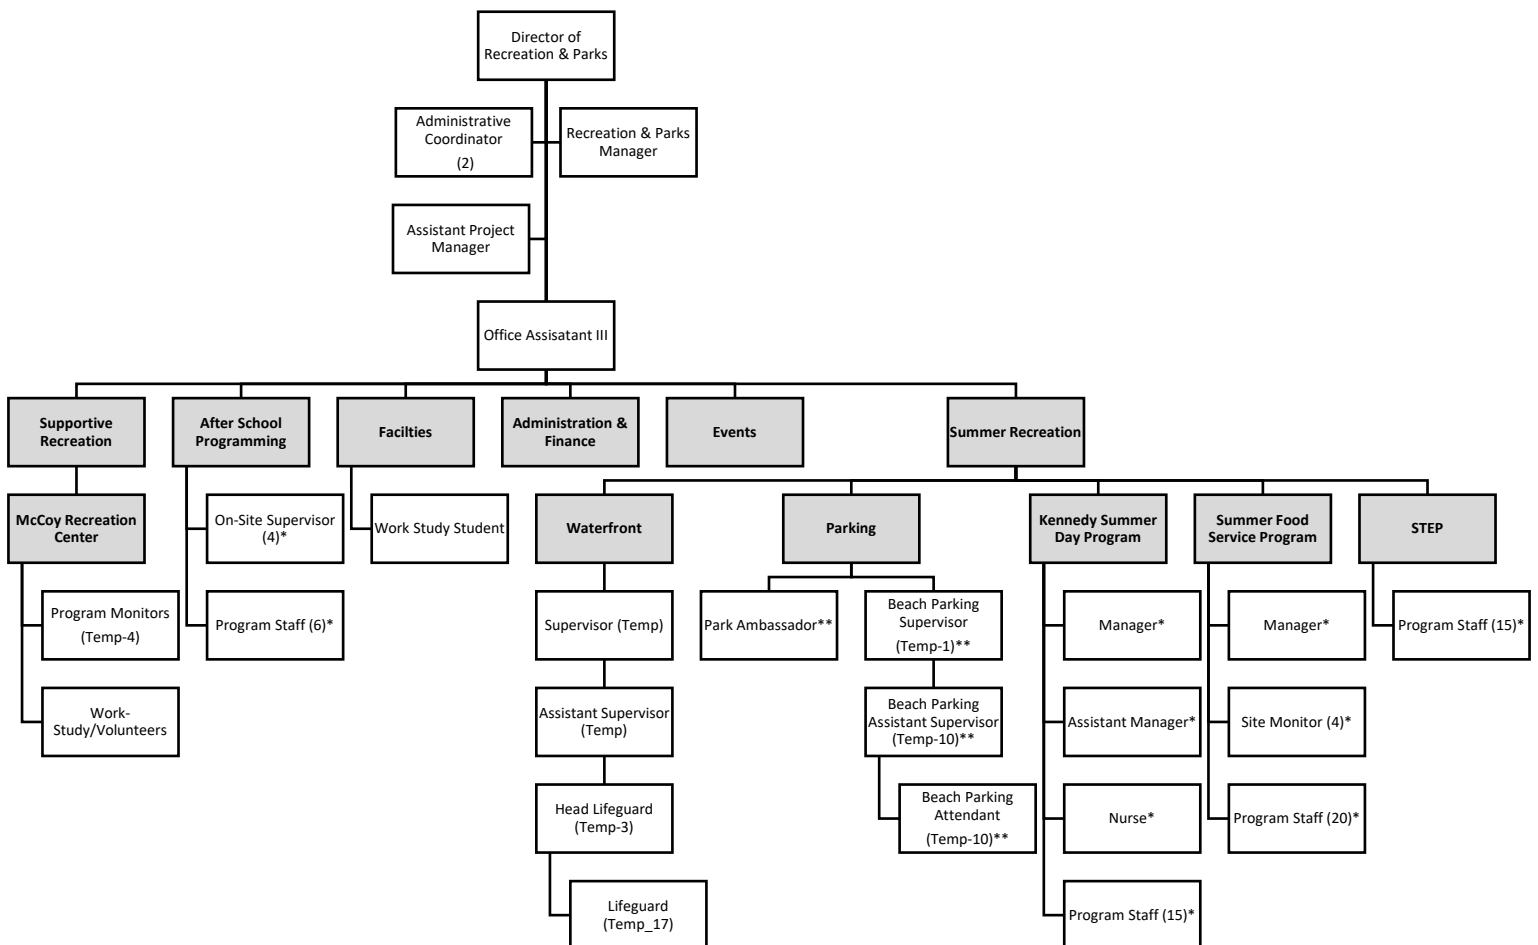 Director of
Recreation & Parks
Administrative
Coordinator
(2)
Recreation & Parks
Manager
Assistant Project
Manager
Office Assisatant III
Supportive
Recreation
After School
Programming
Facilties
Administration &
Finance
Events
Summer Recreation
McCoy Recreation
Center
On-Site Supervisor
(4)*
Work Study Student
Waterfront
Parking
Kennedy Summer
Day Program
Summer Food
Service Program
STEP
Program Monitors
(Temp-4)
Program Staff (6)*
Supervisor (Temp)
Park Ambassador**
Beach Parking
Supervisor
(Temp-1)**
Manager*
Manager*
Program Staff (15)*
Work-
Study/Volunteers
Assistant Supervisor
(Temp)
Beach Parking
Assistant Supervisor
(Temp-10)**
Assistant Manager*
Site Monitor (4)*
Head Lifeguard
(Temp-3)
Beach Parking
Attendant
(Temp-10)**
Nurse*
Program Staff (20)*
Lifeguard
(Temp_17)
Program Staff (15)*